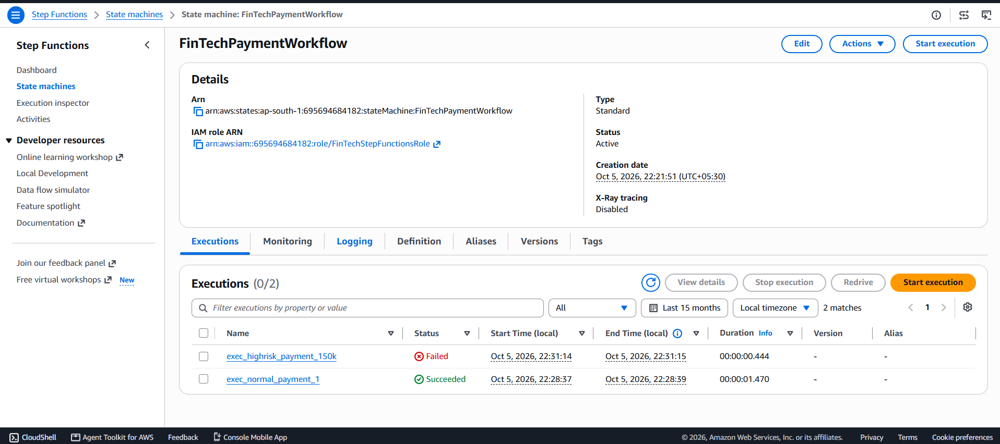 Step Functions > State machines > State machine: FinTechPaymentWorkflow
Step Functions
Dashboard
State machines
Execution inspector
Activities
Developer resources
Online learning workshop
Local Development
Data flow simulator
Feature spotlight
Documentation
Join our feedback panel
Free virtual workshops New
FinTechPaymentWorkflow
Edit Actions Start execution
Details
Arn
arn:aws:states:ap-south-1:695694684182:stateMachine:FinTechPaymentWorkflow
IAM role ARN
arn:aws:iam::695694684182:role/FinTechStepFunctionsRole
Type
Standard
Status
Active
Creation date
Oct 5, 2026, 22:21:51 (UTC+05:30)
X-Ray tracing
Disabled
Executions Monitoring Logging Definition Aliases Versions Tags
Executions (0/2) View details Stop execution Redrive Start execution
Filter executions by property or value All Last 15 months Local timezone 2 matches 1
Name Status Start Time (local) End Time (local) Duration Info Version Alias
exec_highrisk_payment_150k Failed Oct 5, 2026, 22:31:14 Oct 5, 2026, 22:31:15 00:00:00.444 - -
exec_normal_payment_1 Succeeded Oct 5, 2026, 22:28:37 Oct 5, 2026, 22:28:39 00:00:01.470 - -
CloudShell Agent Toolkit for AWS Feedback Console Mobile App © 2026, Amazon Web Services, Inc. or its affiliates. Privacy Terms Cookie preferences